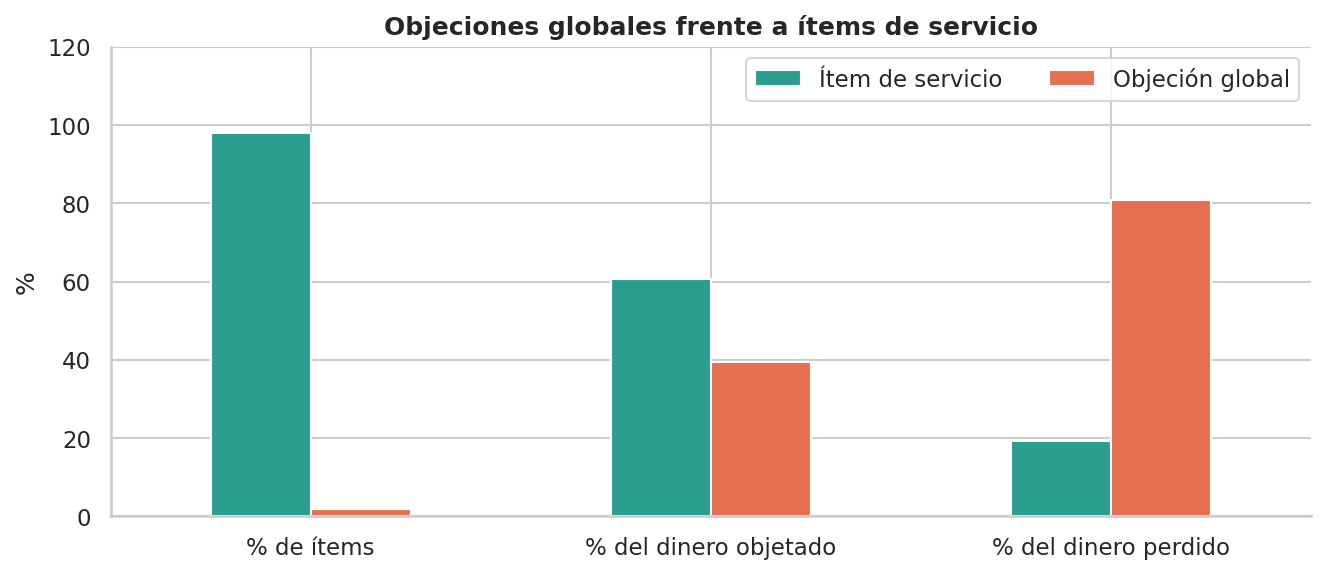 Objeciones globales frente a ítems de servicio
Ítem de servicio
Objeción global
%
120
100
80
60
40
20
0
% de ítems
% del dinero objetado
% del dinero perdido